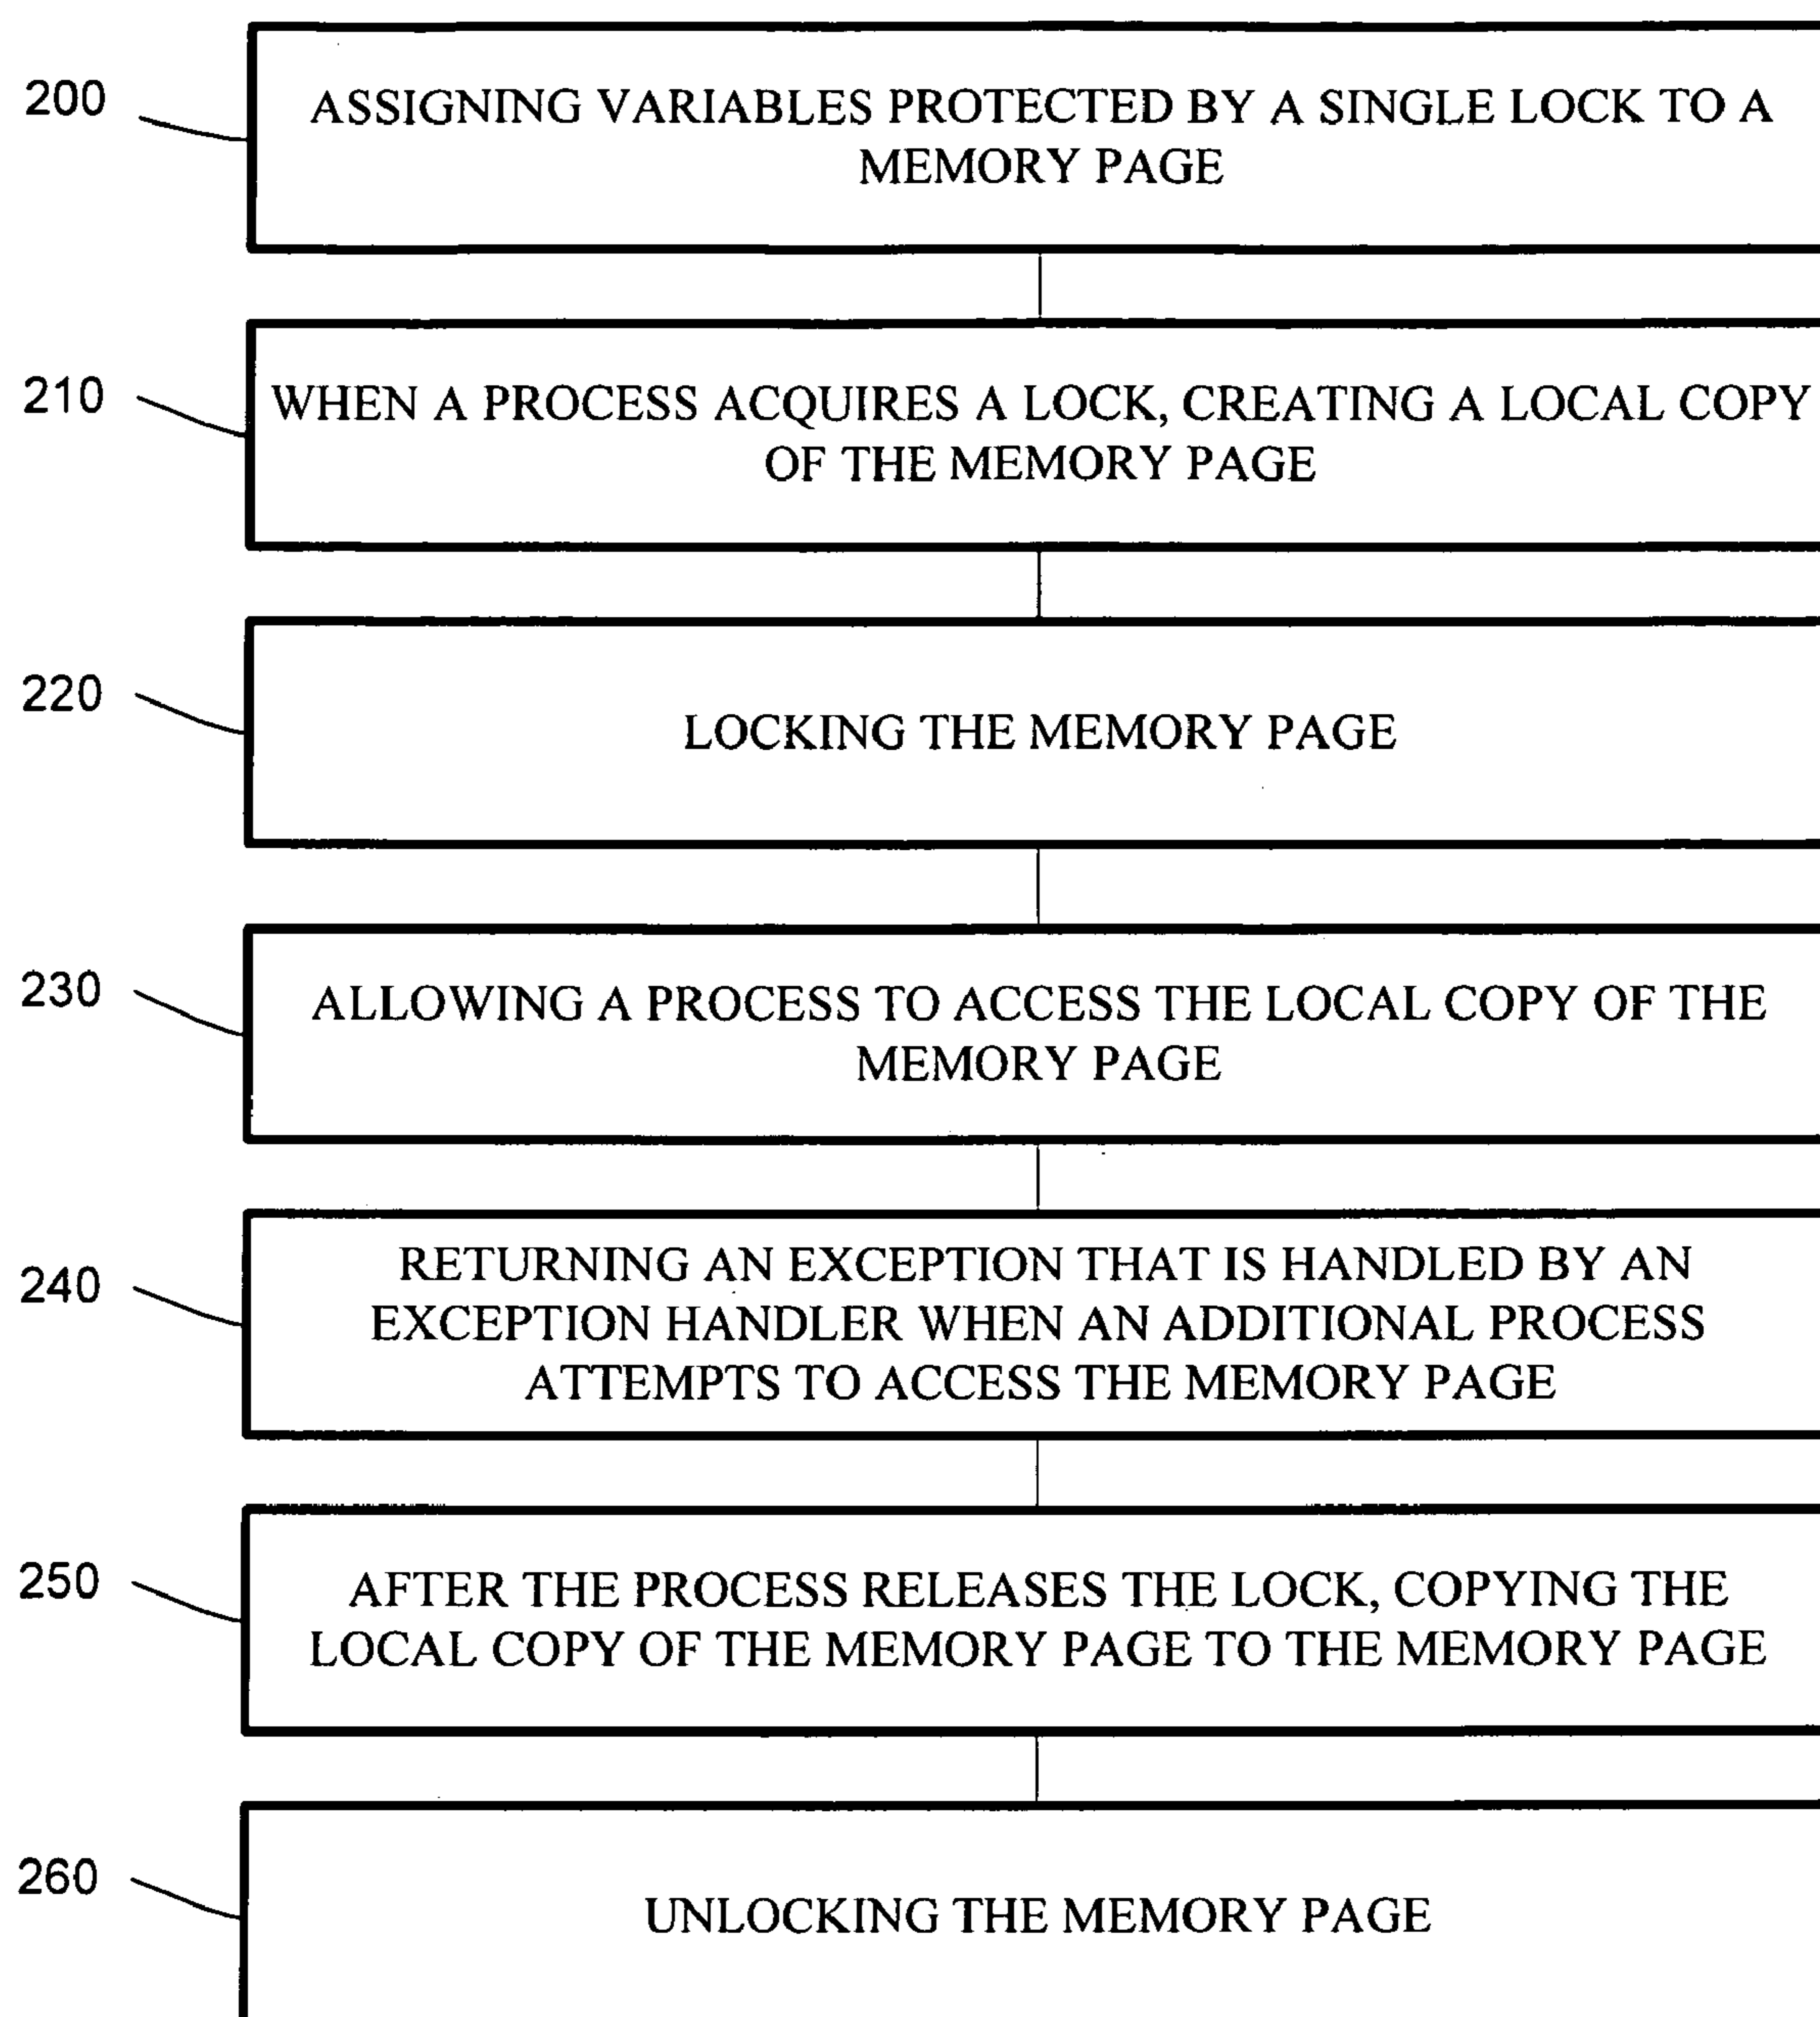 200
ASSIGNING VARIABLES PROTECTED BY A SINGLE LOCK TO A
MEMORY PAGE
210
WHEN A PROCESS ACQUIRES A LOCK, CREATING A LOCAL COPY
OF THE MEMORY PAGE
220
LOCKING THE MEMORY PAGE
230
ALLOWING A PROCESS TO ACCESS THE LOCAL COPY OF THE
MEMORY PAGE
240
RETURNING AN EXCEPTION THAT IS HANDLED BY AN
EXCEPTION HANDLER WHEN AN ADDITIONAL PROCESS
ATTEMPTS TO ACCESS THE MEMORY PAGE
250
AFTER THE PROCESS RELEASES THE LOCK, COPYING THE
LOCAL COPY OF THE MEMORY PAGE TO THE MEMORY PAGE
260
UNLOCKING THE MEMORY PAGE